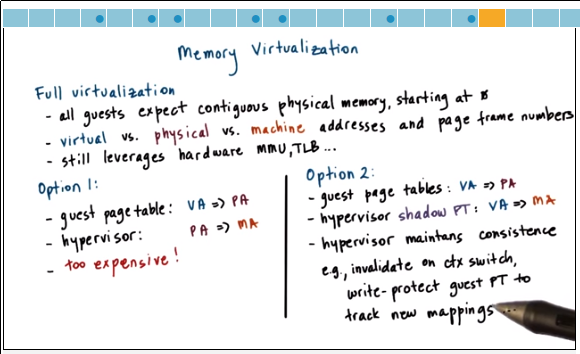 Memory Virtualization
Full virtualization
- all guests expect contiguous physical memory, starting at 0
- virtual vs. physical vs. machine addresses and page frame numbers
- still leverages hardware MMU, TLB ...
Option 1:
- guest page table: VA => PA
- hypervisor: PA => MA
- too expensive!
Option 2:
- guest page tables: VA => PA
- hypervisor shadow PT: VA => MA
- hypervisor maintans consistence
e.g., invalidate on ctx switch,
write-protect guest PT to
track new mappings ...